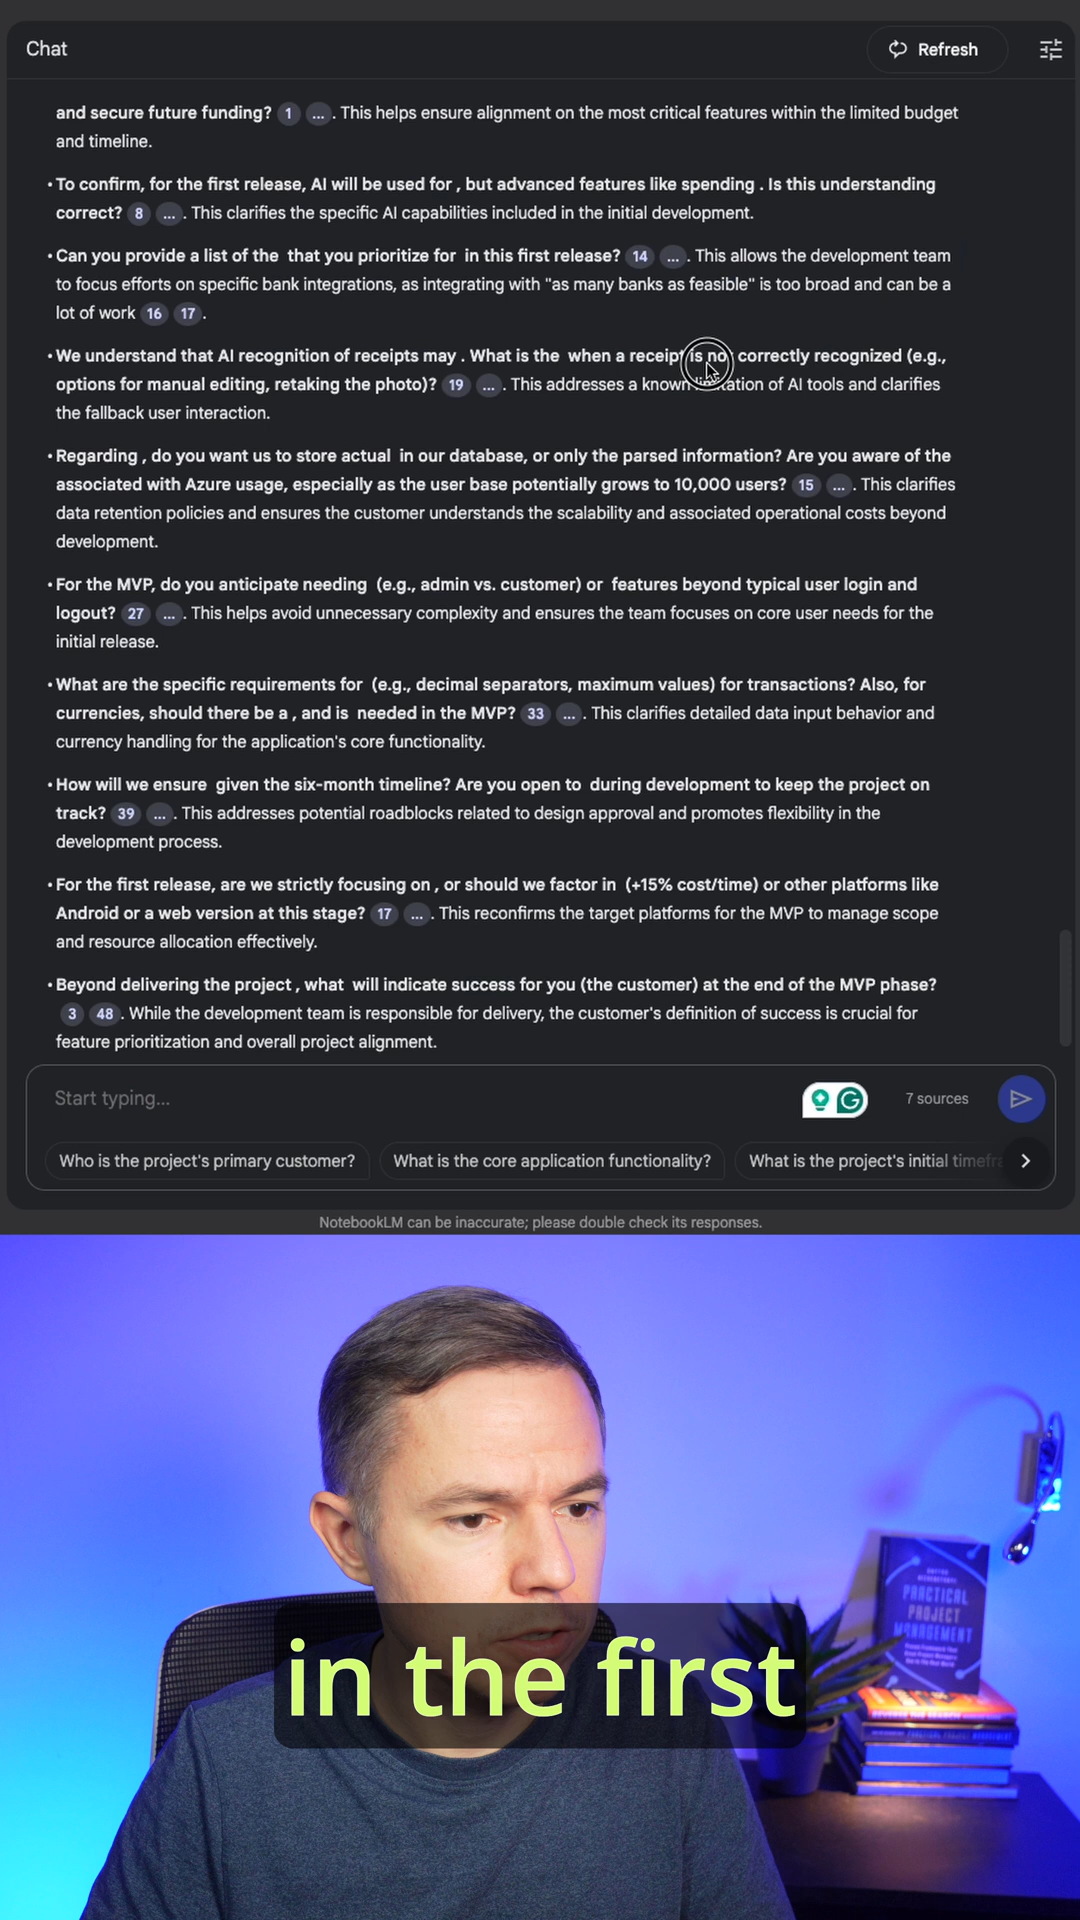 Chat
Refresh
and secure future funding? 1 ... . This helps ensure alignment on the most critical features within the limited budget
and timeline.
• To confirm, for the first release, AI will be used for , but advanced features like spending . Is this understanding
correct? 8 ... . This clarifies the specific AI capabilities included in the initial development.
• Can you provide a list of the that you prioritize for in this first release? 14 ... . This allows the development team
to focus efforts on specific bank integrations, as integrating with "as many banks as feasible" is too broad and can be a
lot of work 16 17 .
• We understand that AI recognition of receipts may . What is the when a receipt is not correctly recognized (e.g.,
options for manual editing, retaking the photo)? 19 ... . This addresses a known limitation of AI tools and clarifies
the fallback user interaction.
• Regarding , do you want us to store actual in our database, or only the parsed information? Are you aware of the
associated with Azure usage, especially as the user base potentially grows to 10,000 users? 15 ... . This clarifies
data retention policies and ensures the customer understands the scalability and associated operational costs beyond
development.
• For the MVP, do you anticipate needing (e.g., admin vs. customer) or features beyond typical user login and
logout? 27 ... . This helps avoid unnecessary complexity and ensures the team focuses on core user needs for the
initial release.
• What are the specific requirements for (e.g., decimal separators, maximum values) for transactions? Also, for
currencies, should there be a , and is needed in the MVP? 33 ... . This clarifies detailed data input behavior and
currency handling for the application's core functionality.
• How will we ensure given the six-month timeline? Are you open to during development to keep the project on
track? 39 ... . This addresses potential roadblocks related to design approval and promotes flexibility in the
development process.
• For the first release, are we strictly focusing on , or should we factor in (+15% cost/time) or other platforms like
Android or a web version at this stage? 17 ... . This reconfirms the target platforms for the MVP to manage scope
and resource allocation effectively.
• Beyond delivering the project , what will indicate success for you (the customer) at the end of the MVP phase?
3 48 . While the development team is responsible for delivery, the customer's definition of success is crucial for
feature prioritization and overall project alignment.
Start typing...
7 sources
Who is the project's primary customer?
What is the core application functionality?
What is the project's initial timefra
NotebookLM can be inaccurate; please double check its responses.
PRACTICAL
PROJECT
MANAGEMENT
in the first